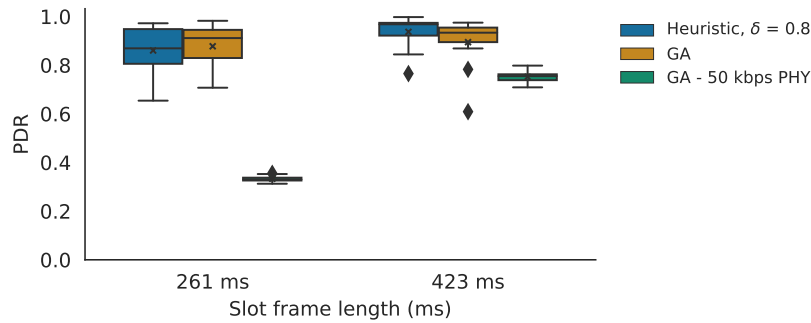 1.0
0.8
0.6
0.4
0.2
0.0
PDR
261 ms
423 ms
Slot frame length (ms)
Heuristic, δ = 0.8
GA
GA - 50 kbps PHY